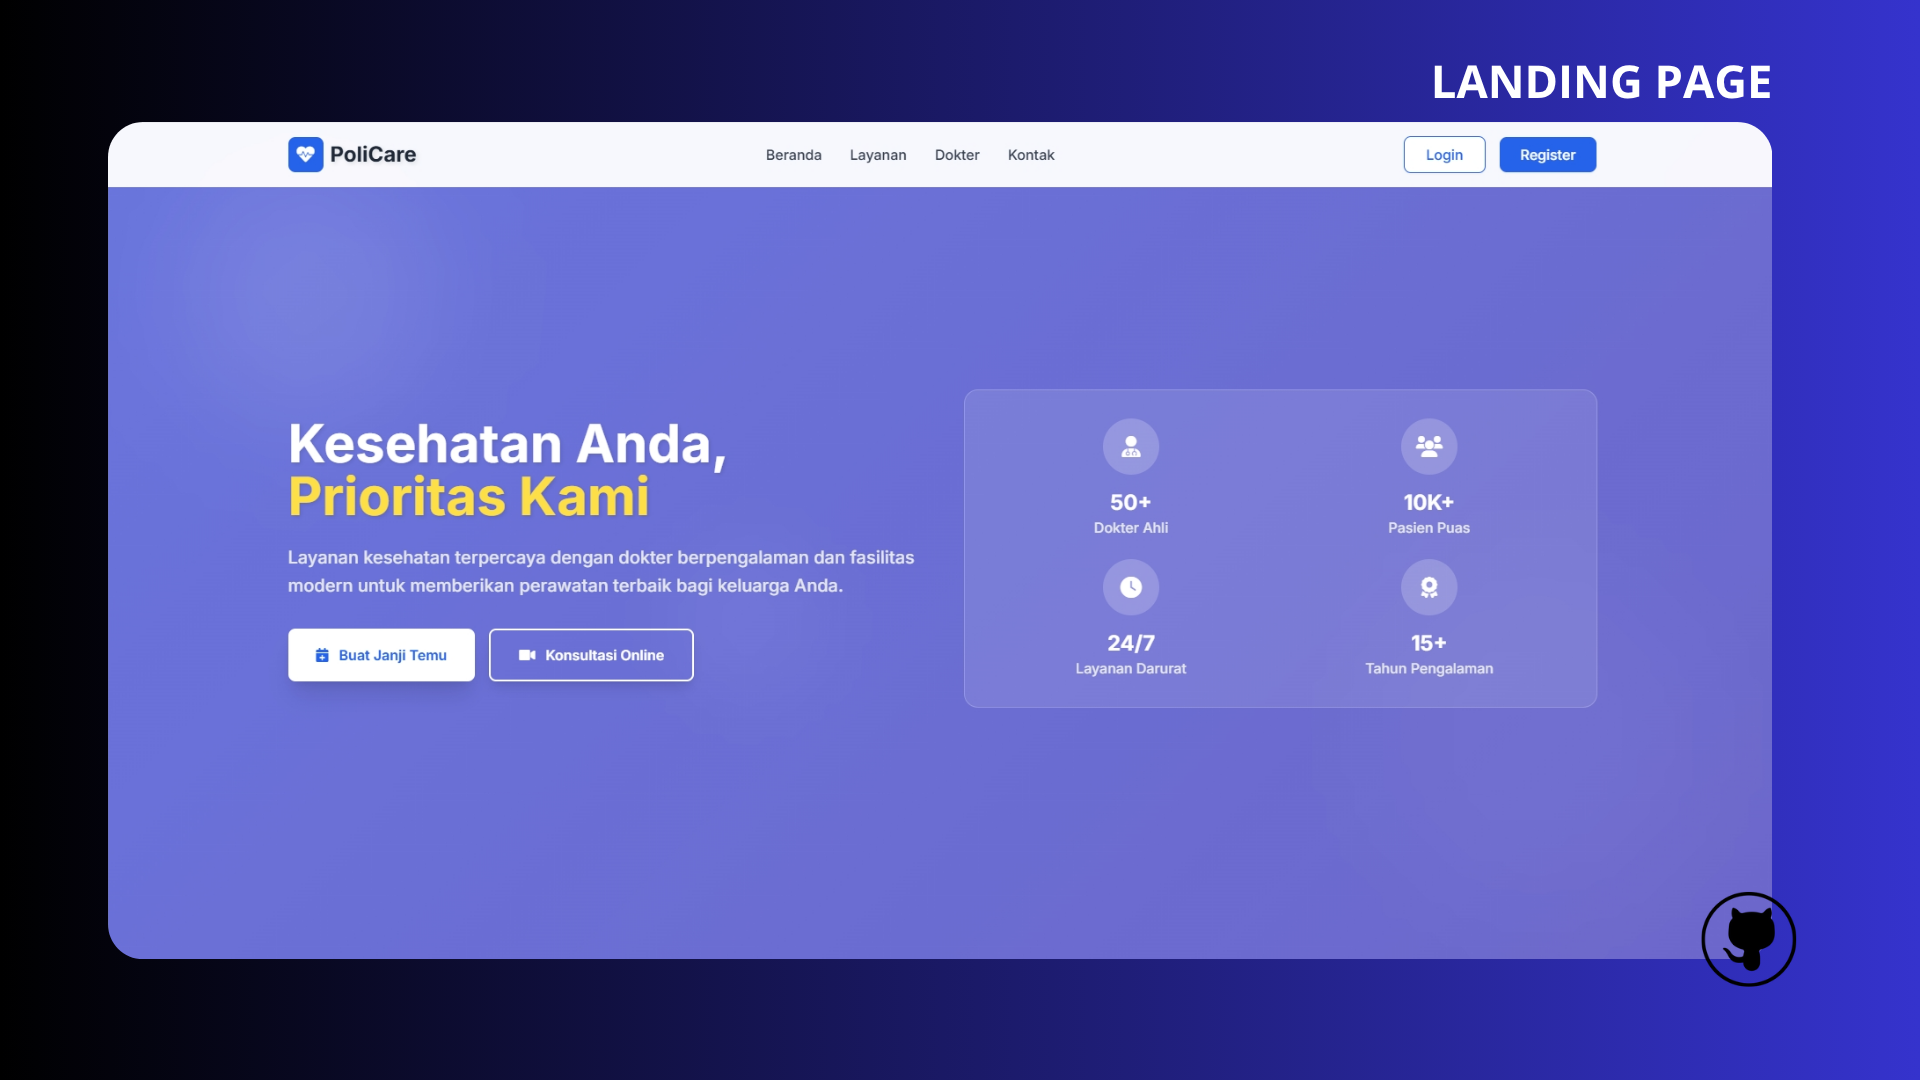 LANDING PAGE
PoliCare
Beranda Layanan Dokter Kontak
Login Register
Kesehatan Anda,
Prioritas Kami
Layanan kesehatan terpercaya dengan dokter berpengalaman dan fasilitas
modern untuk memberikan perawatan terbaik bagi keluarga Anda.
Buat Janji Temu
Konsultasi Online
50+
Dokter Ahli
10K+
Pasien Puas
24/7
Layanan Darurat
15+
Tahun Pengalaman